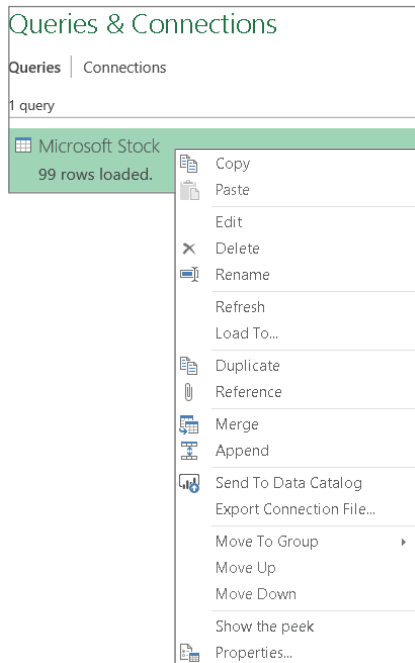 Queries & Connections
Queries | Connections
1 query
Microsoft Stock
99 rows loaded.
Copy
Paste
Edit
Delete
Rename
Refresh
Load To...
Duplicate
Reference
Merge
Append
Send To Data Catalog
Export Connection File...
Move To Group
Move Up
Move Down
Show the peek
Properties...